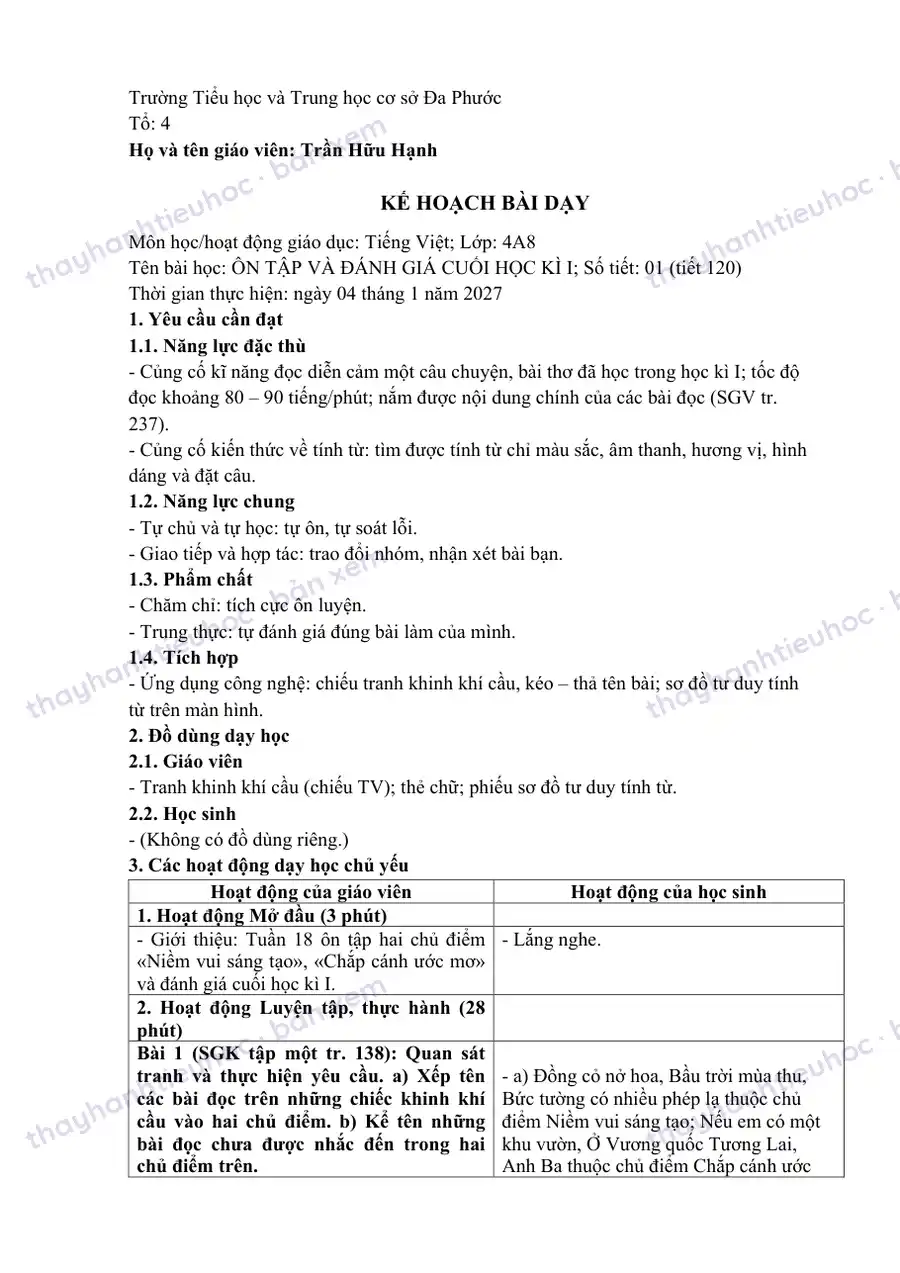 Trường Tiểu học và Trung học cơ sở Đa Phước
Tổ: 4
Họ và tên giáo viên: Trần Hữu Hạnh
KẾ HOẠCH BÀI DẠY
Môn học/hoạt động giáo dục: Tiếng Việt; Lớp: 4A8
Tên bài học: ÔN TẬP VÀ ĐÁNH GIÁ CUỐI HỌC KÌ I; Số tiết: 01 (tiết 120)
Thời gian thực hiện: ngày 04 tháng 1 năm 2027
1. Yêu cầu cần đạt
1.1. Năng lực đặc thù
- Củng cố kĩ năng đọc diễn cảm một câu chuyện, bài thơ đã học trong học kì I; tốc độ
đọc khoảng 80 – 90 tiếng/phút; nắm được nội dung chính của các bài đọc (SGV tr.
237).
- Củng cố kiến thức về tính từ: tìm được tính từ chỉ màu sắc, âm thanh, hương vị, hình
dáng và đặt câu.
1.2. Năng lực chung
- Tự chủ và tự học: tự ôn, tự soát lỗi.
- Giao tiếp và hợp tác: trao đổi nhóm, nhận xét bài bạn.
1.3. Phẩm chất
- Chăm chỉ: tích cực ôn luyện.
- Trung thực: tự đánh giá đúng bài làm của mình.
1.4. Tích hợp
- Ứng dụng công nghệ: chiếu tranh khinh khí cầu, kéo – thả tên bài; sơ đồ tư duy tính
từ trên màn hình.
2. Đồ dùng dạy học
2.1. Giáo viên
- Tranh khinh khí cầu (chiếu TV); thẻ chữ; phiếu sơ đồ tư duy tính từ.
2.2. Học sinh
- (Không có đồ dùng riêng.)
3. Các hoạt động dạy học chủ yếu
Hoạt động của giáo viên
Hoạt động của học sinh
1. Hoạt động Mở đầu (3 phút)
- Giới thiệu: Tuần 18 ôn tập hai chủ điểm
«Niềm vui sáng tạo», «Chắp cánh ước mơ»
và đánh giá cuối học kì I.
- Lắng nghe.
2. Hoạt động Luyện tập, thực hành (28
phút)
Bài 1 (SGK tập một tr. 138): Quan sát
tranh và thực hiện yêu cầu. a) Xếp tên
các bài đọc trên những chiếc khinh khí
cầu vào hai chủ điểm. b) Kể tên những
bài đọc chưa được nhắc đến trong hai
chủ điểm trên.
- a) Đồng cỏ nở hoa, Bầu trời mùa thu,
Bức tường có nhiều phép lạ thuộc chủ
điểm Niềm vui sáng tạo; Nếu em có một
khu vườn, Ở Vương quốc Tương Lai,
Anh Ba thuộc chủ điểm Chắp cánh ước
thayhanhtieuhoc · bản xem
thayhanhtieuhoc · b
thayhanhtieuhoc · bản xem
thayhanhtieuhoc · b
thayhanhtieuhoc · bản xem
thayhanhtieuhoc · b